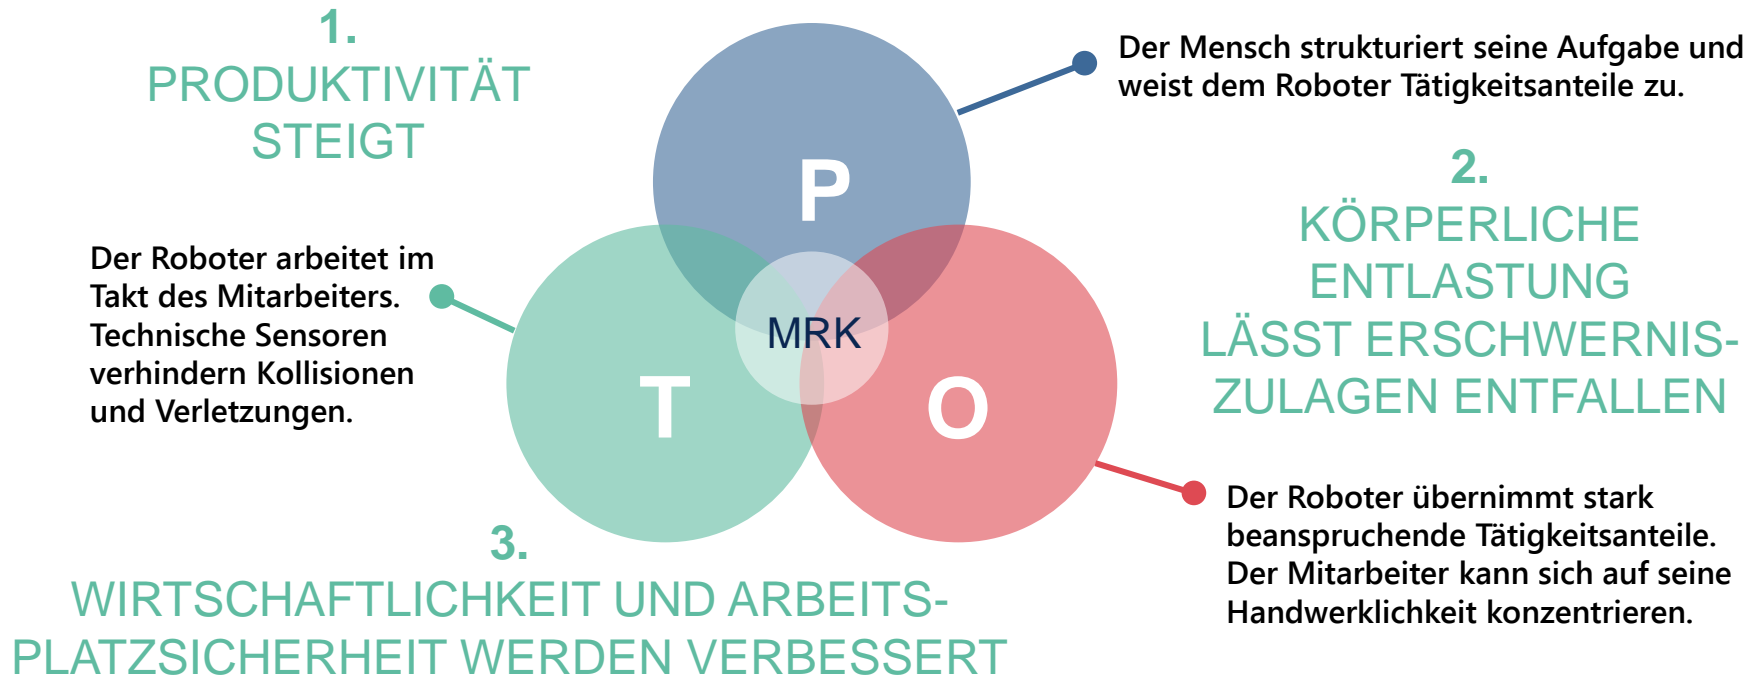 1.
PRODUKTIVITÄT
STEIGT
Der Mensch strukturiert seine Aufgabe und
weist dem Roboter Tätigkeitsanteile zu.
P
2.
KÖRPERLICHE
ENTLASTUNG
LÄSST ERSCHWERNIS-
ZULAGEN ENTFALLEN
Der Roboter arbeitet im
Takt des Mitarbeiters.
Technische Sensoren
verhindern Kollisionen
und Verletzungen.
MRK
T
O
Der Roboter übernimmt stark
beanspruchende Tätigkeitsanteile.
Der Mitarbeiter kann sich auf seine
Handwerklichkeit konzentrieren.
3.
WIRTSCHAFTLICHKEIT UND ARBEITS-
PLATZSICHERHEIT WERDEN VERBESSERT